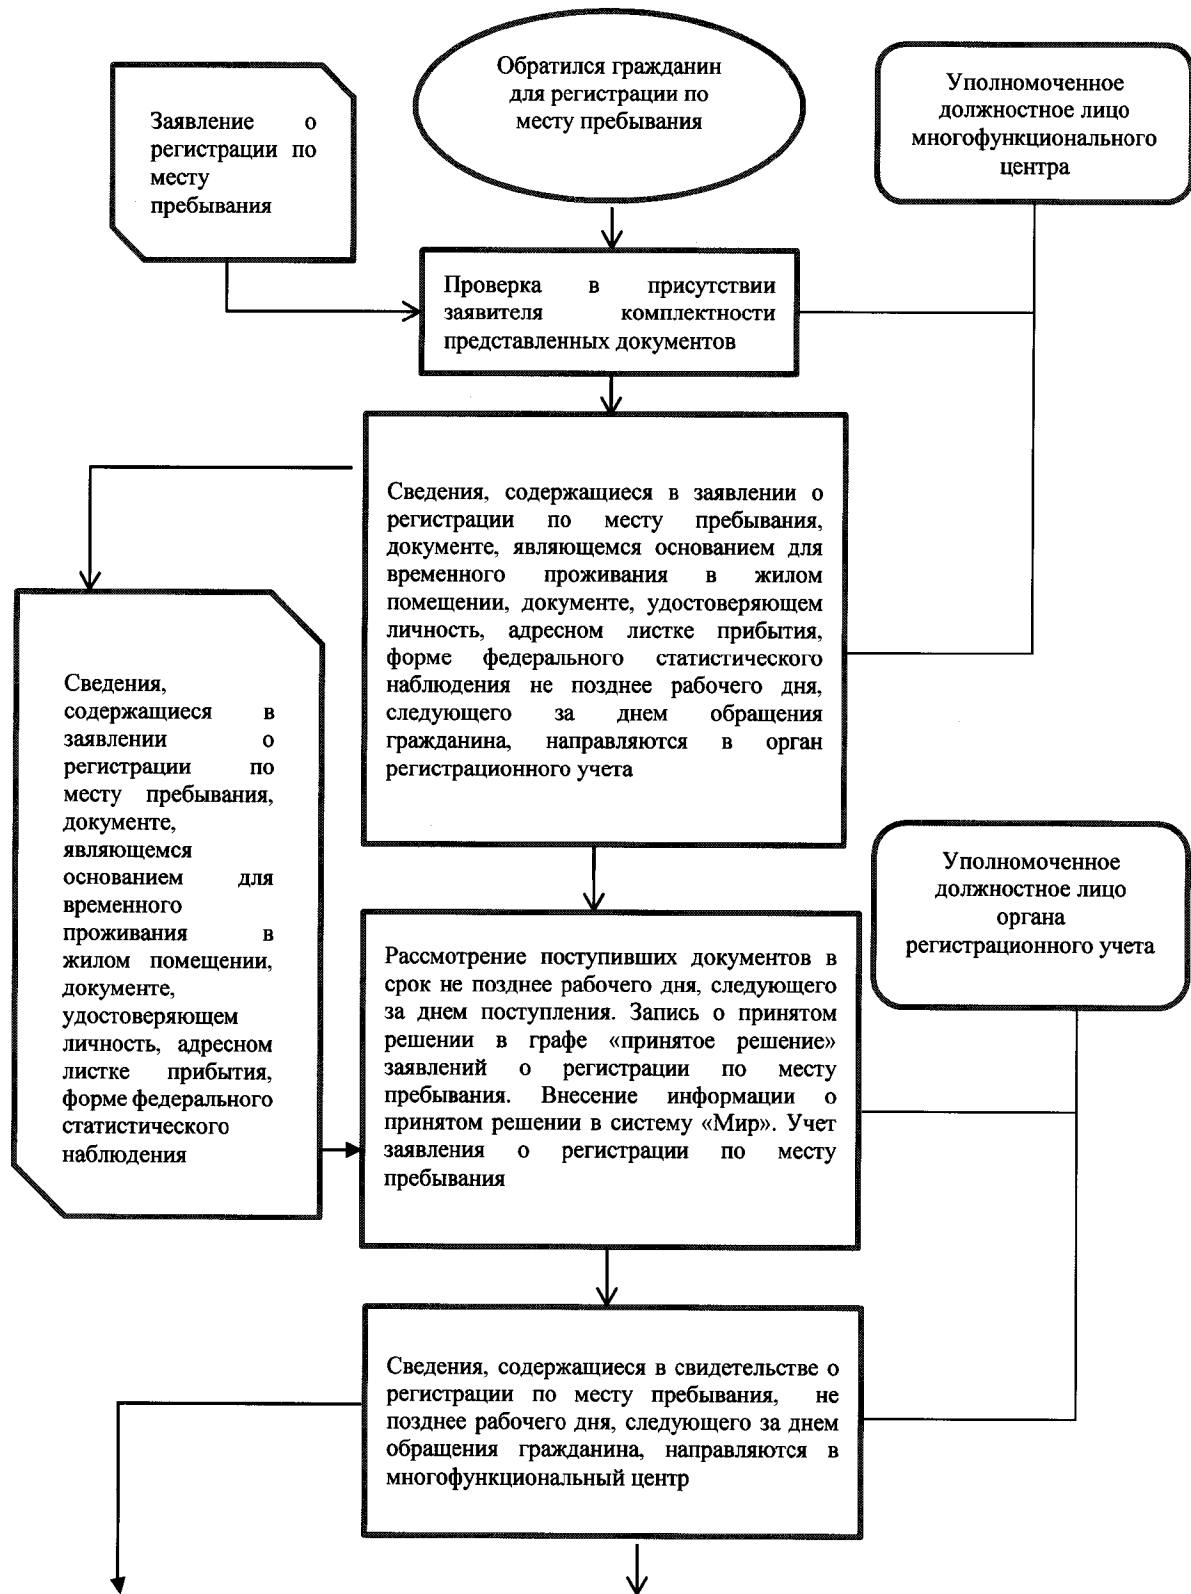 Обратился гражданин
для регистрации по
месту пребывания
Заявление о
регистрации по
месту
пребывания
Уполномоченное
должностное лицо
многофункционального
центра
Проверка в присутствии
заявителя комплектности
представленных документов
Сведения, содержащиеся в заявлении о
регистрации по месту пребывания,
документе, являющемся основанием для
временного проживания в жилом
помещении, документе, удостоверяющем
личность, адресном листке прибытия,
форме федерального статистического
наблюдения не позднее рабочего дня,
следующего за днем обращения
гражданина, направляются в орган
регистрационного учета
Сведения,
содержащиеся в
заявлении о
регистрации по
месту пребывания,
документе,
являющемся
основанием для
временного
проживания в
жилом помещении,
документе,
удостоверяющем
личность, адресном
листке прибытия,
форме федерального
статистического
наблюдения
Уполномоченное
должностное лицо
органа
регистрационного учета
Рассмотрение поступивших документов в
срок не позднее рабочего дня, следующего
за днем поступления. Запись о принятом
решении в графе «принятое решение»
заявлений о регистрации по месту
пребывания. Внесение информации о
принятом решении в систему «Мир». Учет
заявления о регистрации по месту
пребывания
Сведения, содержащиеся в свидетельстве о
регистрации по месту пребывания, не
позднее рабочего дня, следующего за днем
обращения гражданина, направляются в
многофункциональный центр